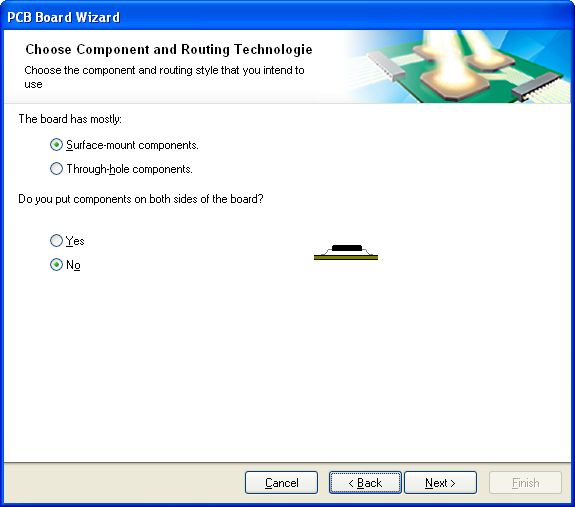 PCB Board Wizard
Choose Component and Routing Technologie
Choose the component and routing style that you intend to
use
The board has mostly:
Surface-mount components.
Through-hole components.
Do you put components on both sides of the board?
Yes
No
Cancel
< Back
Next >
Finish